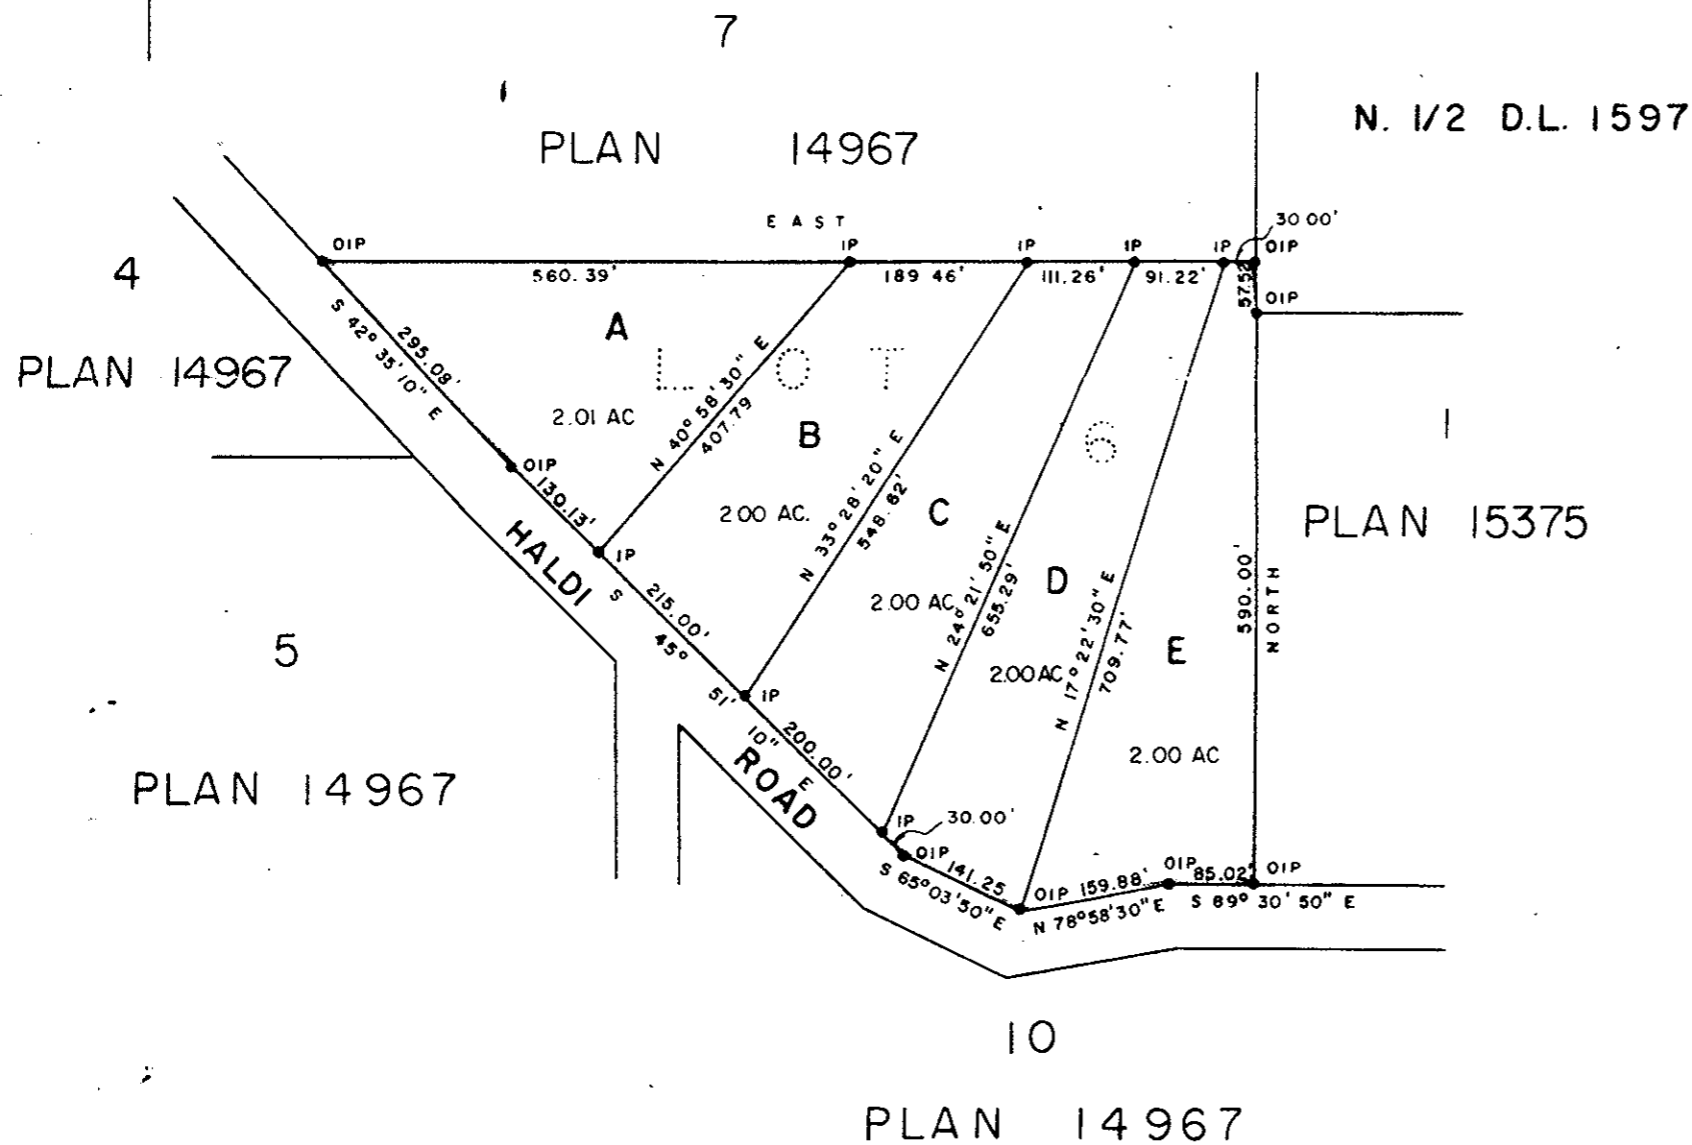 7
N. 1/2 D.L. 1597
PLAN 14967
EAST
30 00'
OIP
IP
IP
IP
IP
OIP
560.39'
189 46'
111.26'
91.22'
57.52
OIP
4
PLAN 14967
S 42° 35' 10" E
295.08'
A
LOT 6
2.01 AC
N 40° 58' 30" E
407.79
B
2 00 AC.
N 33° 28' 20" E
548.62'
C
2.00 AC.
N 24° 21' 50" E
655.29'
D
2.00 AC
N 17° 22' 30" E
709.77'
E
2.00 AC
590.00'
NORTH
1
PLAN 15375
OIP
130.13'
IP
HALDI ROAD
S 45° 51' 10" E
215.00'
IP
200.00'
IP
30.00'
OIP
141.25
S 65° 03' 50" E
OIP
159.88'
N 78° 58' 30" E
OIP
85.02'
OIP
S 89° 30' 50" E
5
PLAN 14967
10
PLAN 14967